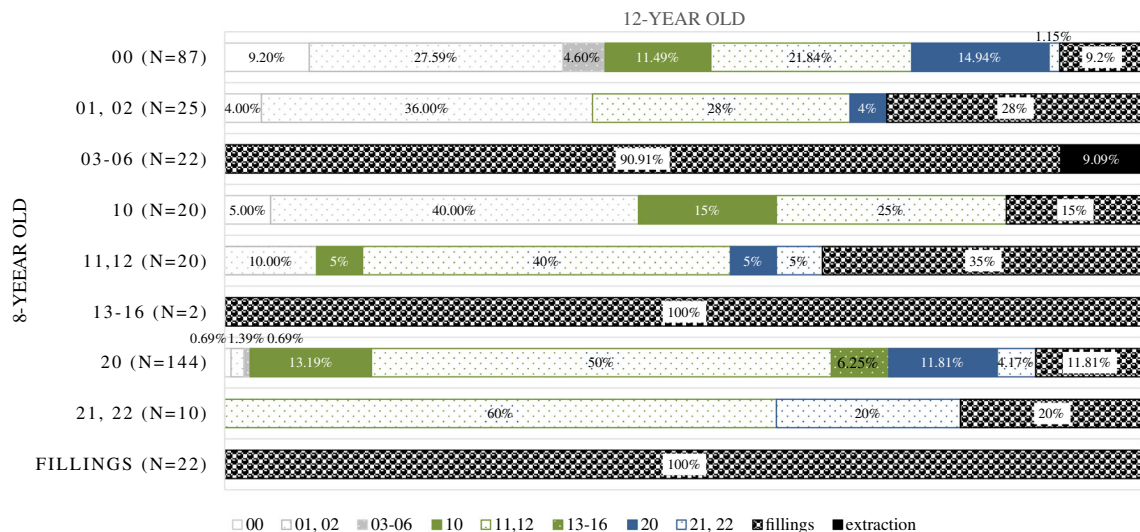 12-YEAR OLD
8-YEEAR OLD
1.15%
00 (N=87) 9.20% 27.59% 4.60% 11.49% 21.84% 14.94% 9.2%
01, 02 (N=25) 4.00% 36.00% 28% 4% 28%
03-06 (N=22) 90.91% 9.09%
10 (N=20) 5.00% 40.00% 15% 25% 15%
11,12 (N=20) 10.00% 5% 40% 5% 5% 35%
13-16 (N=2) 100%
0.69% 1.39% 0.69%
20 (N=144) 13.19% 50% 6.25% 11.81% 4.17% 11.81%
21, 22 (N=10) 60% 20% 20%
FILLINGS (N=22) 100%
00 01, 02 03-06 10 11,12 13-16 20 21, 22 fillings extraction